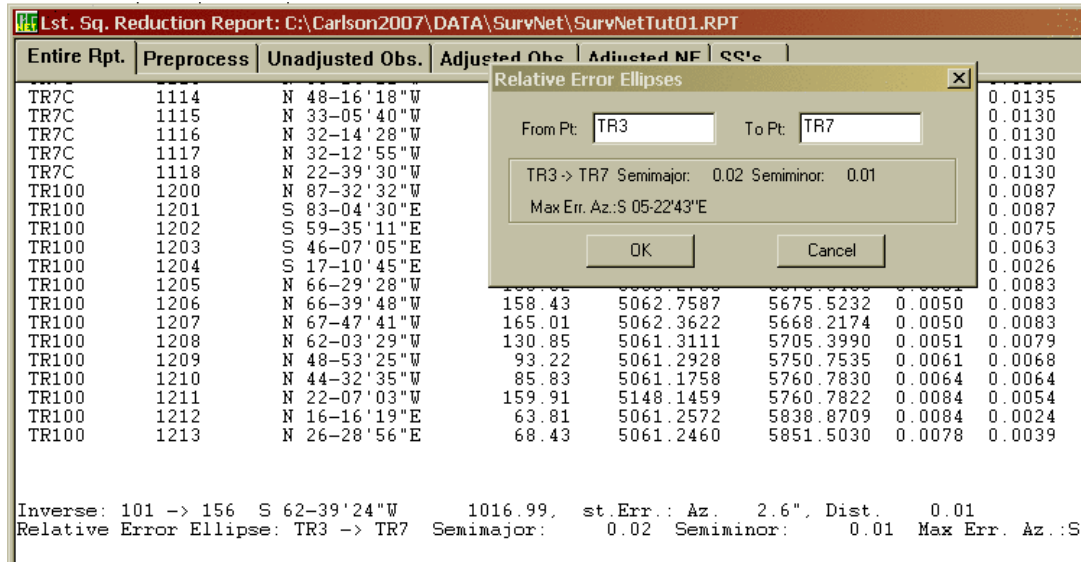 Lst. Sq. Reduction Report: C:\Carlson2007\DATA\SurvNet\SurvNetTut01.RPT
Entire Rpt. Preprocess Unadjusted Obs. Adjusted Obs. Adjusted NE SS's
Relative Error Ellipses
From Pt: TR3 To Pt: TR7
TR3 -> TR7 Semimajor: 0.02 Semiminor: 0.01
Max Err. Az.:S 05-22'43"E
OK Cancel
TR7C 1114 N 48-16'18"W 0.0135
TR7C 1115 N 33-05'40"W 0.0130
TR7C 1116 N 32-14'28"W 0.0130
TR7C 1117 N 32-12'55"W 0.0130
TR7C 1118 N 22-39'30"W 0.0130
TR100 1200 N 87-32'32"W 0.0087
TR100 1201 S 83-04'30"E 0.0087
TR100 1202 S 59-35'11"E 0.0075
TR100 1203 S 46-07'05"E 0.0063
TR100 1204 S 17-10'45"E 0.0026
TR100 1205 N 66-29'28"W 0.0083
TR100 1206 N 66-39'48"W 158.43 5062.7587 5675.5232 0.0050 0.0083
TR100 1207 N 67-47'41"W 165.01 5062.3622 5668.2174 0.0050 0.0083
TR100 1208 N 62-03'29"W 130.85 5061.3111 5705.3990 0.0051 0.0079
TR100 1209 N 48-53'25"W 93.22 5061.2928 5750.7535 0.0061 0.0068
TR100 1210 N 44-32'35"W 85.83 5061.1758 5760.7830 0.0064 0.0064
TR100 1211 N 22-07'03"W 159.91 5148.1459 5760.7822 0.0084 0.0054
TR100 1212 N 16-16'19"E 63.81 5061.2572 5838.8709 0.0084 0.0024
TR100 1213 N 26-28'56"E 68.43 5061.2460 5851.5030 0.0078 0.0039
Inverse: 101 -> 156 S 62-39'24"W 1016.99, st.Err.: Az. 2.6", Dist. 0.01
Relative Error Ellipse: TR3 -> TR7 Semimajor: 0.02 Semiminor: 0.01 Max Err. Az.:S